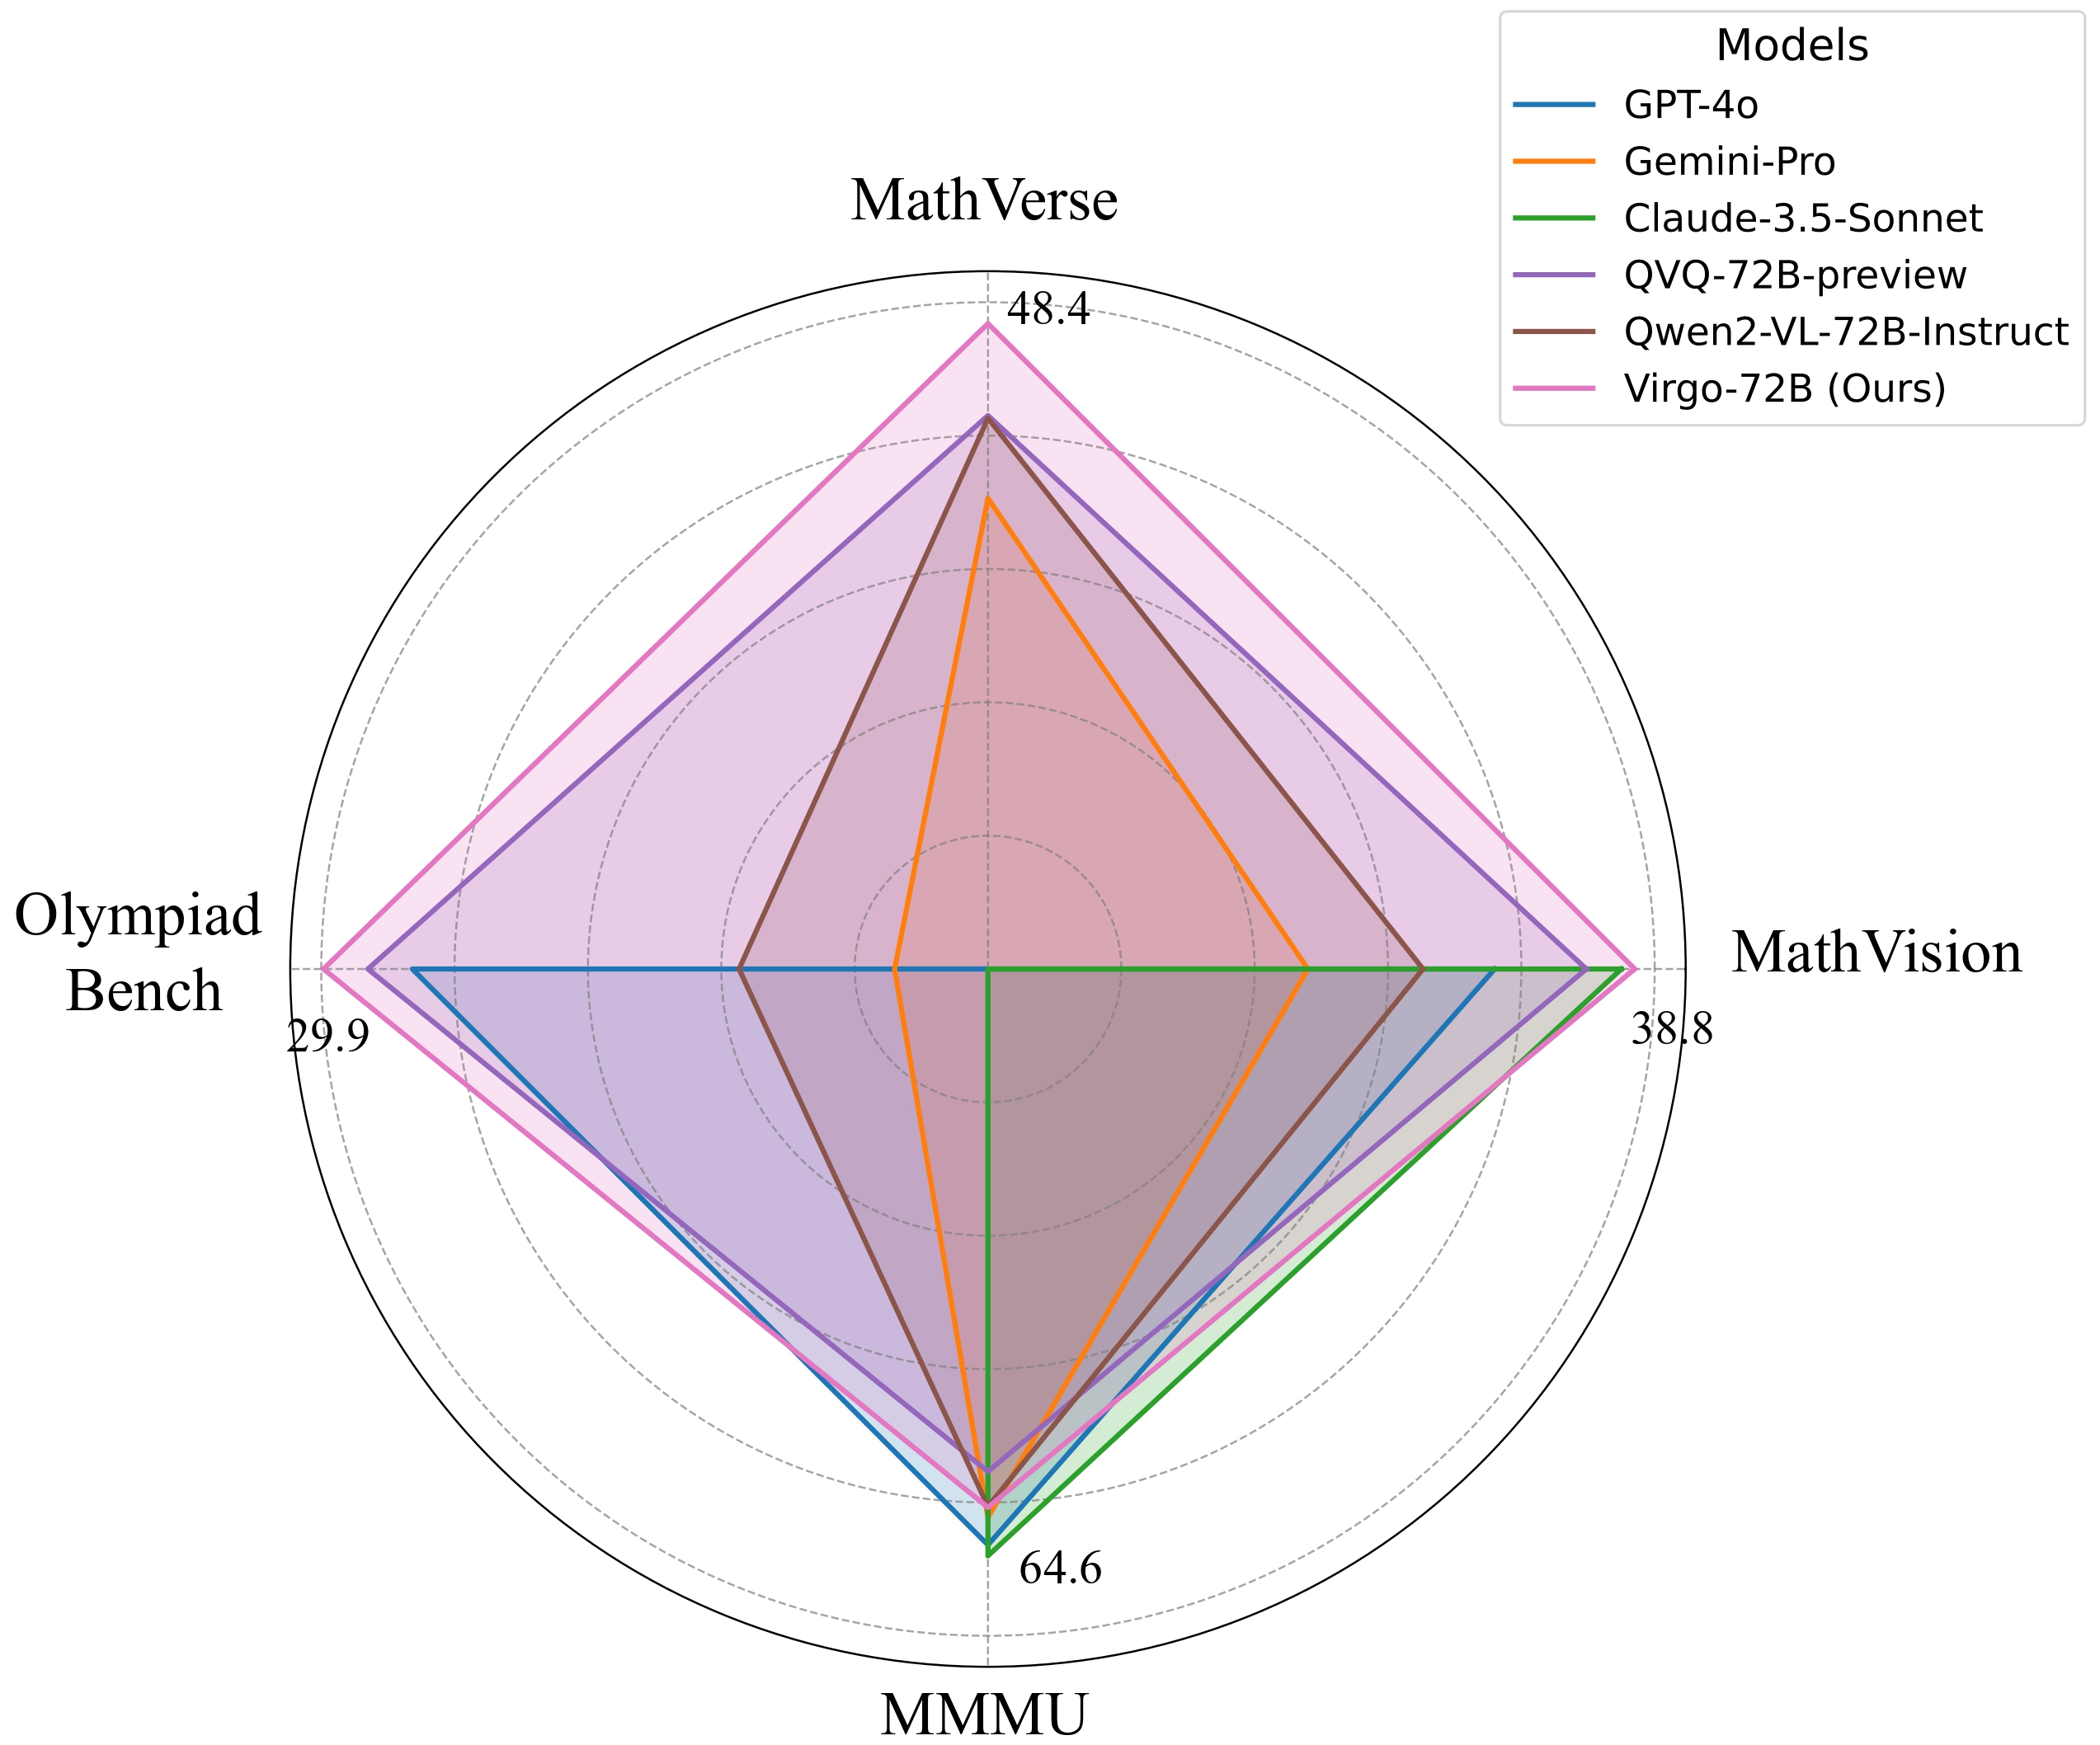 Models
GPT-4o
Gemini-Pro
Claude-3.5-Sonnet
QVQ-72B-preview
Qwen2-VL-72B-Instruct
Virgo-72B (Ours)
MathVerse
48.4
Olympiad
Bench
29.9
MathVision
38.8
64.6
MMMU